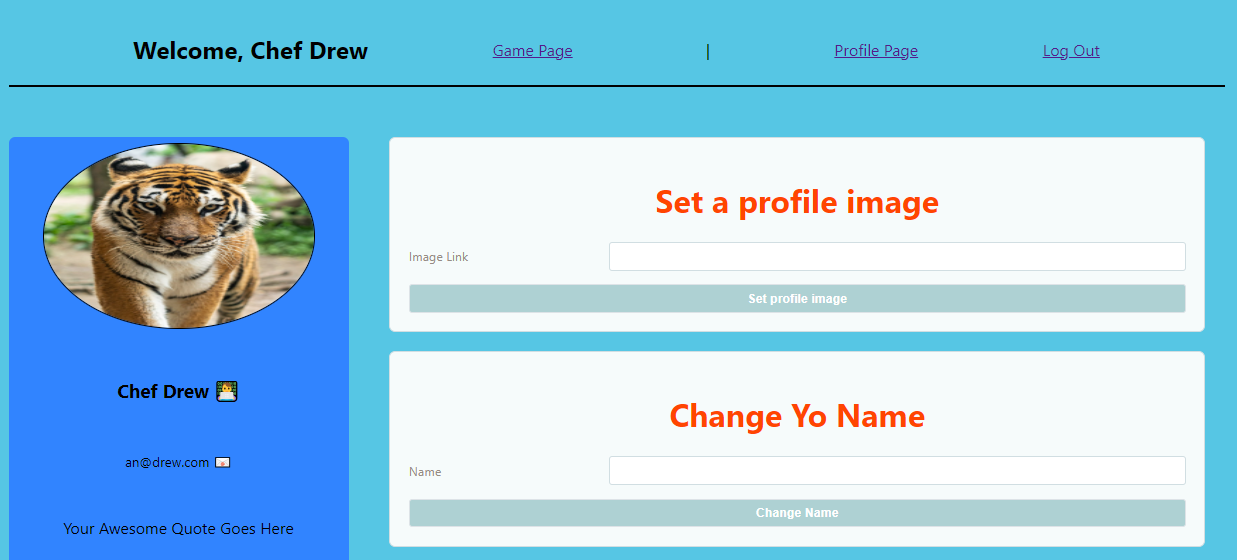 Welcome, Chef Drew
Game Page | Profile Page Log Out
Chef Drew 👨‍💻
an@drew.com 📧
Your Awesome Quote Goes Here
Set a profile image
Image Link
Set profile image
Change Yo Name
Name
Change Name